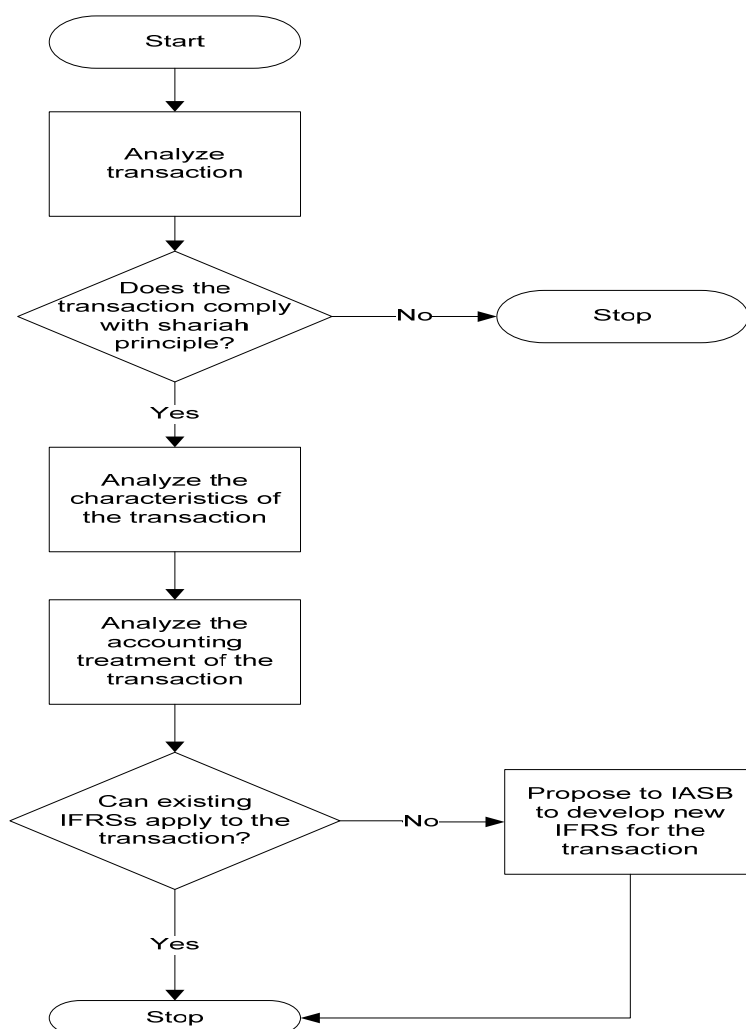 Start
Analyze
transaction
Does the
transaction comply
with shariah
principle?
No
Stop
Yes
Analyze the
characteristics of
the transaction
Analyze the
accounting
treatment of the
transaction
Can existing
IFRSs apply to the
transaction?
No
Propose to IASB
to develop new
IFRS for the
transaction
Yes
Stop